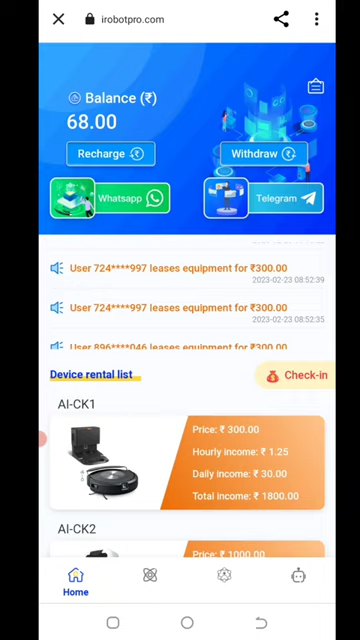 irobotpro.com
Balance (₹)
68.00
Recharge
Withdraw
Whatsapp
Telegram
User 724****997 leases equipment for ₹300.00
2023-02-23 08:52:39
User 724****997 leases equipment for ₹300.00
2023-02-23 08:52:35
User 896****046 leases equipment for ₹300.00
Device rental list
Check-in
AI-CK1
Price: ₹ 300.00
Hourly income: ₹ 1.25
Daily income: ₹ 30.00
Total income: ₹ 1800.00
AI-CK2
Price: ₹ 1000.00
Home